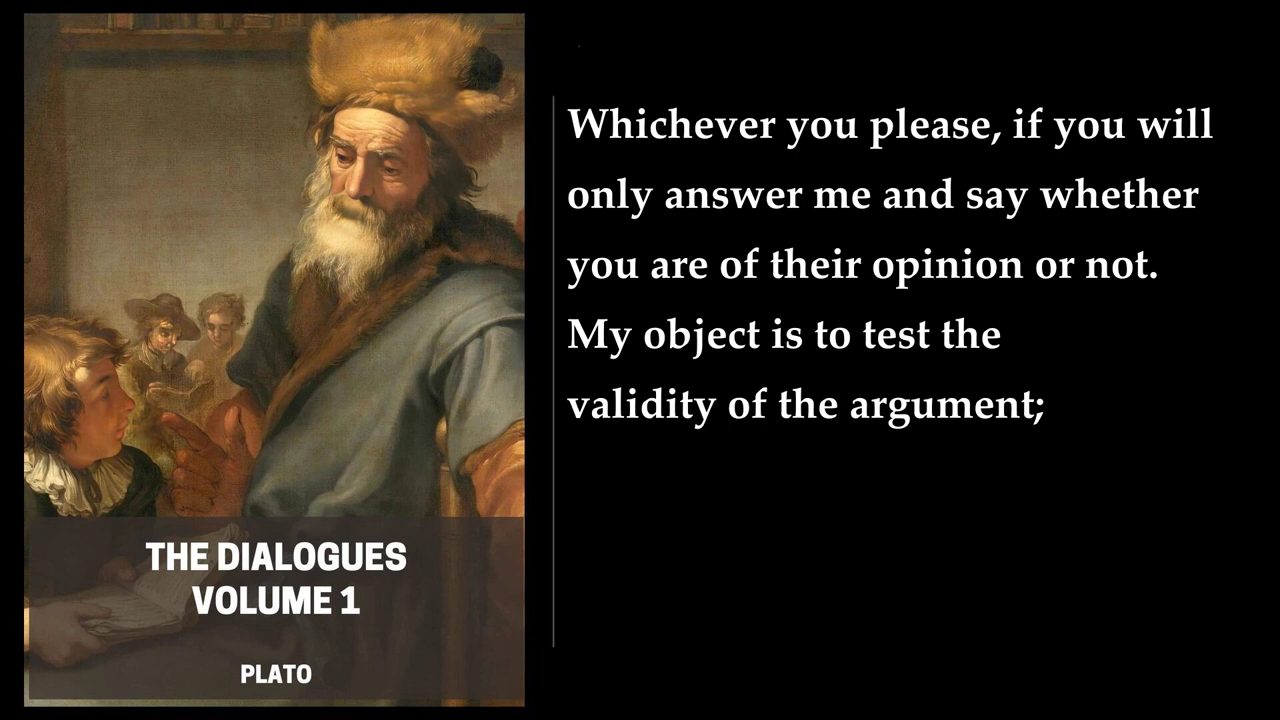 THE DIALOGUES
VOLUME 1
PLATO
Whichever you please, if you will
only answer me and say whether
you are of their opinion or not.
My object is to test the
validity of the argument;